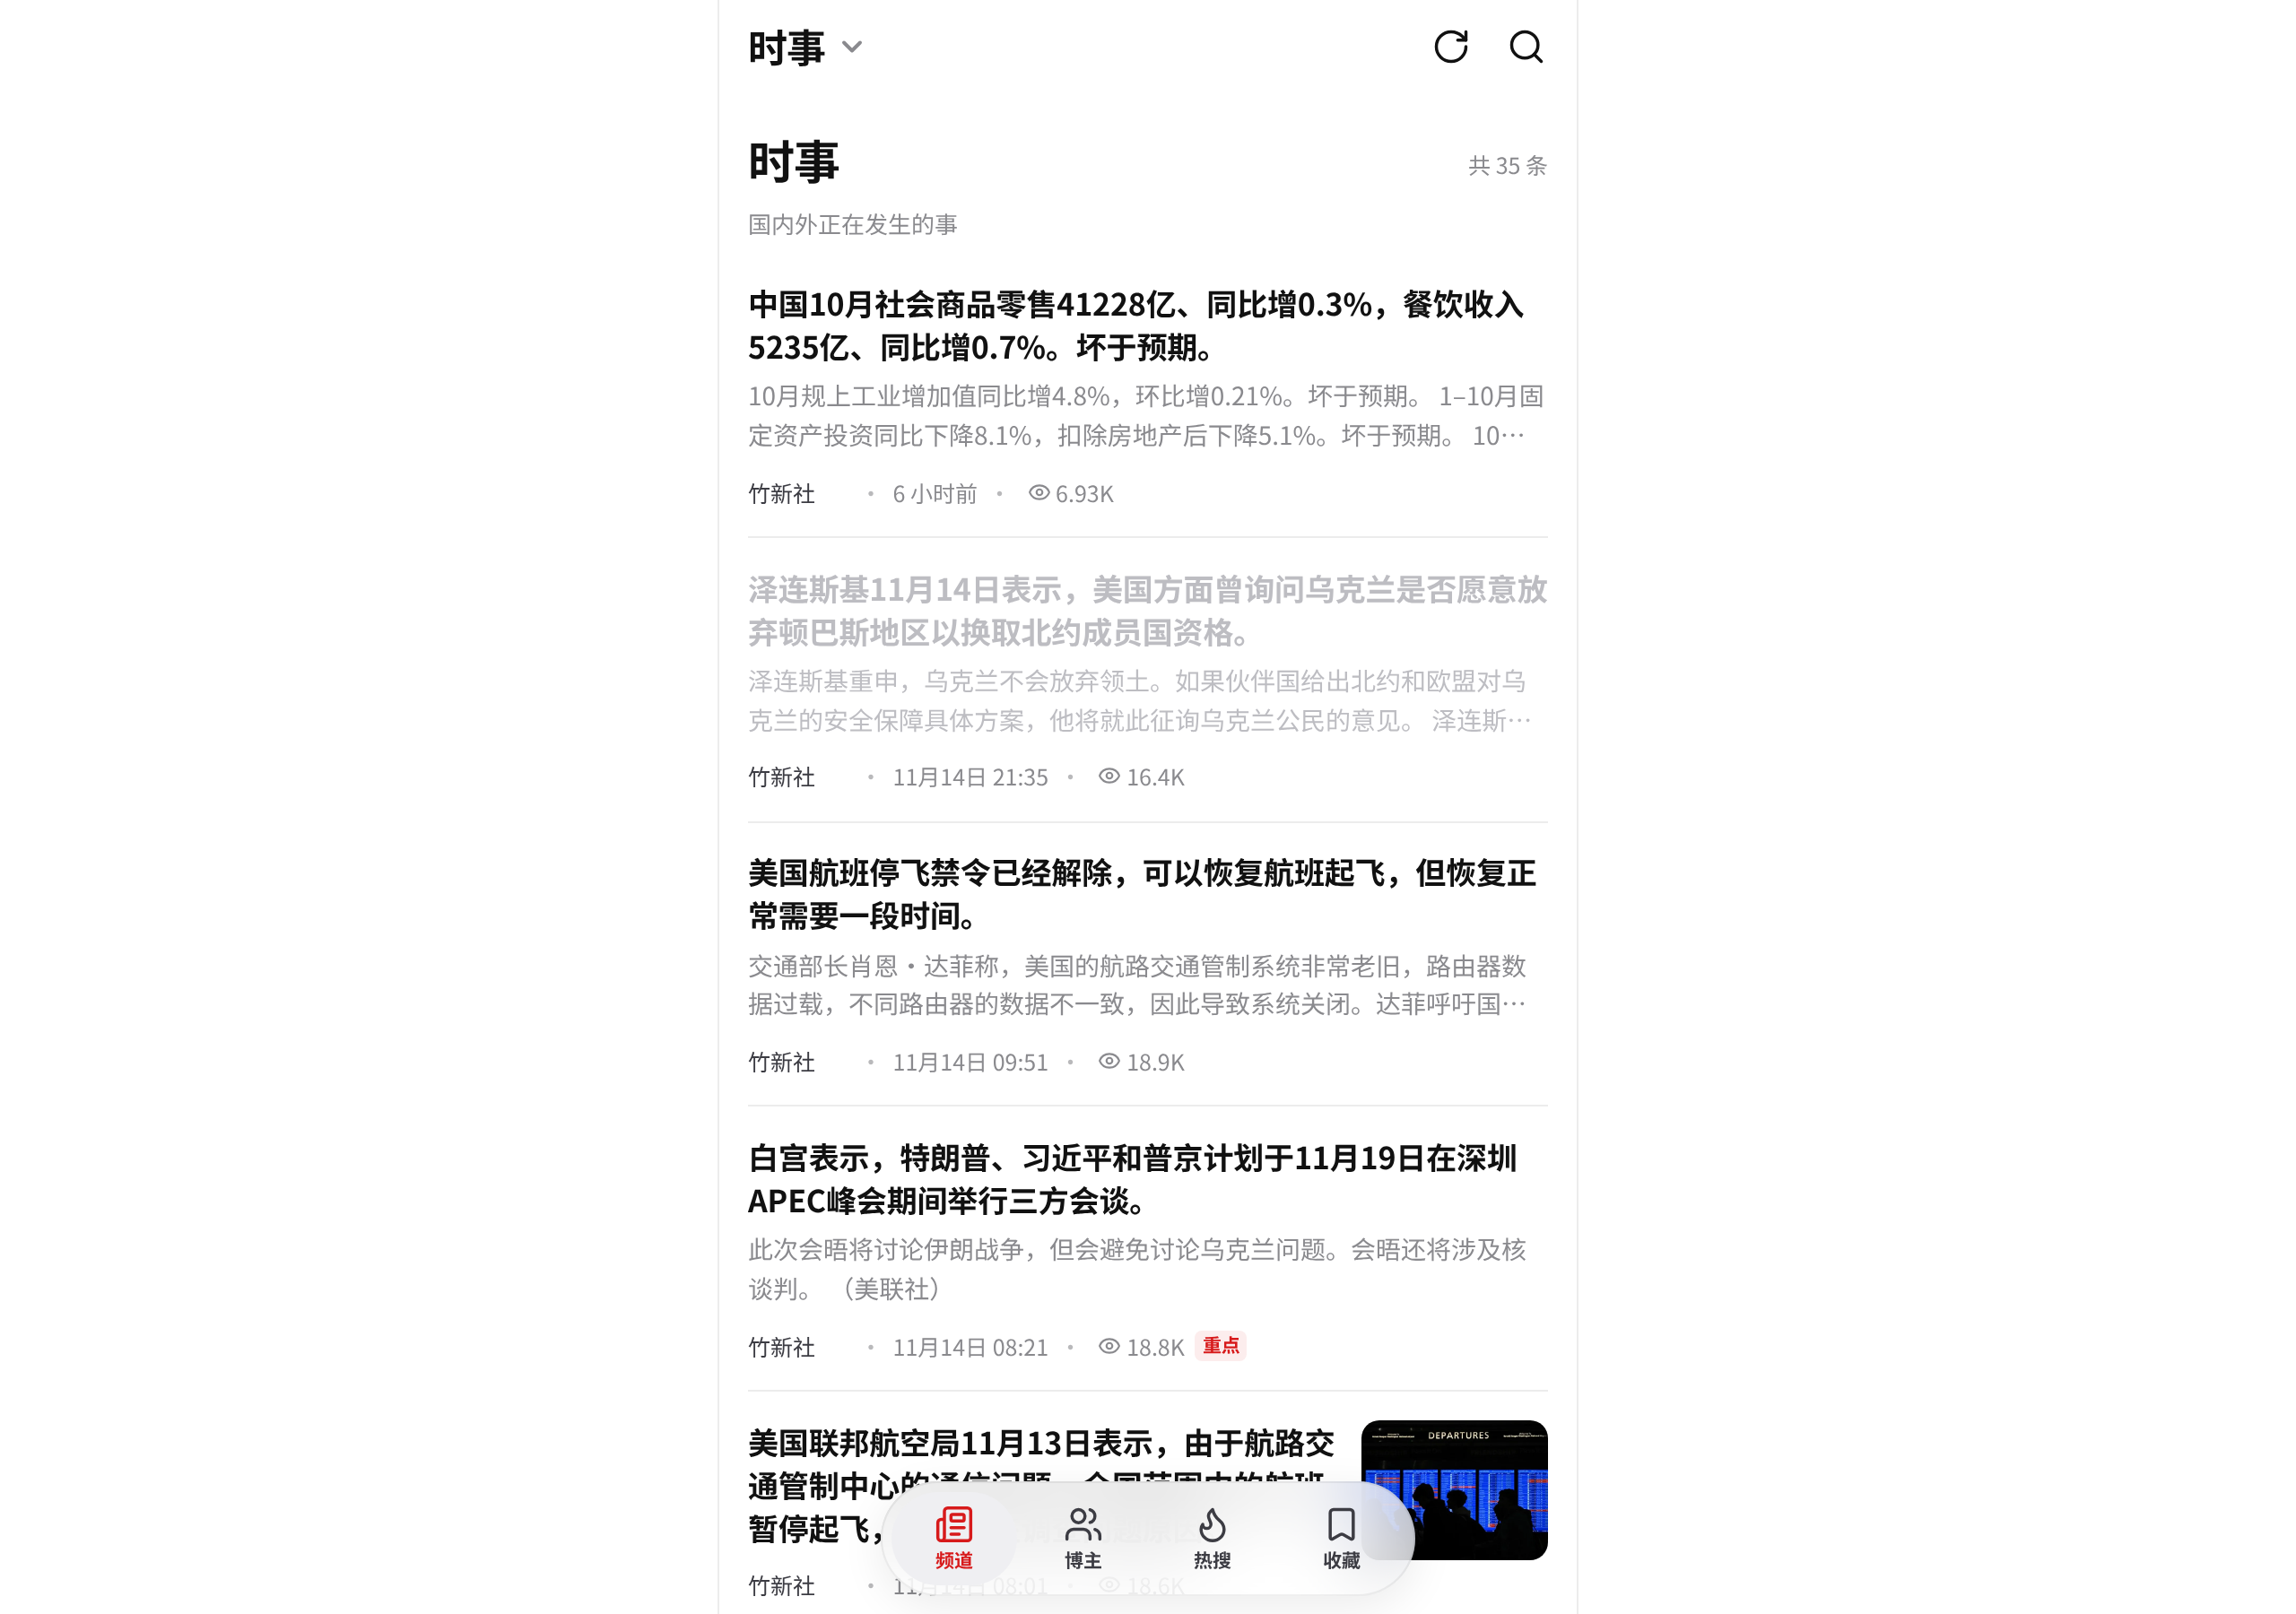 时事
时事
共 35 条
国内外正在发生的事
中国10月社会商品零售41228亿、同比增0.3%，餐饮收入
5235亿、同比增0.7%。坏于预期。
10月规上工业增加值同比增4.8%，环比增0.21%。坏于预期。 1–10月固
定资产投资同比下降8.1%，扣除房地产后下降5.1%。坏于预期。 10…
竹新社 • 6 小时前 • 6.93K
泽连斯基11月14日表示，美国方面曾询问乌克兰是否愿意放
弃顿巴斯地区以换取北约成员国资格。
泽连斯基重申，乌克兰不会放弃领土。如果伙伴国给出北约和欧盟对乌
克兰的安全保障具体方案，他将就此征询乌克兰公民的意见。 泽连斯…
竹新社 • 11月14日 21:35 • 16.4K
美国航班停飞禁令已经解除，可以恢复航班起飞，但恢复正
常需要一段时间。
交通部长肖恩·达菲称，美国的航路交通管制系统非常老旧，路由器数
据过载，不同路由器的数据不一致，因此导致系统关闭。达菲呼吁国…
竹新社 • 11月14日 09:51 • 18.9K
白宫表示，特朗普、习近平和普京计划于11月19日在深圳
APEC峰会期间举行三方会谈。
此次会晤将讨论伊朗战争，但会避免讨论乌克兰问题。会晤还将涉及核
谈判。 （美联社）
竹新社 • 11月14日 08:21 • 18.8K 重点
美国联邦航空局11月13日表示，由于航路交
通管制中心的通信问题，全国范围内的航班
暂停起飞，
DEPARTURES
竹新社 • 11月14日 08:01 • 18.6K
频道
博主
热搜
收藏